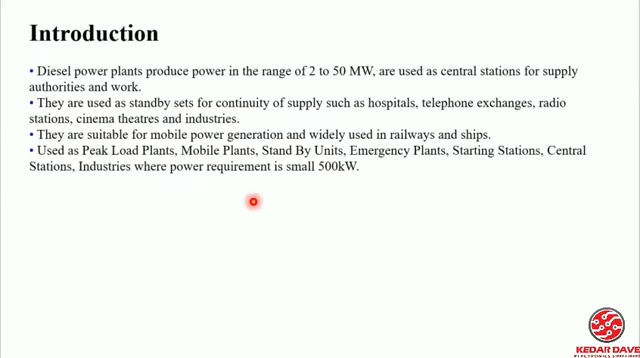 Introduction
• Diesel power plants produce power in the range of 2 to 50 MW, are used as central stations for supply
authorities and work.
• They are used as standby sets for continuity of supply such as hospitals, telephone exchanges, radio
stations, cinema theatres and industries.
• They are suitable for mobile power generation and widely used in railways and ships.
• Used as Peak Load Plants, Mobile Plants, Stand By Units, Emergency Plants, Starting Stations, Central
Stations, Industries where power requirement is small 500kW.
KEDAR DAVE